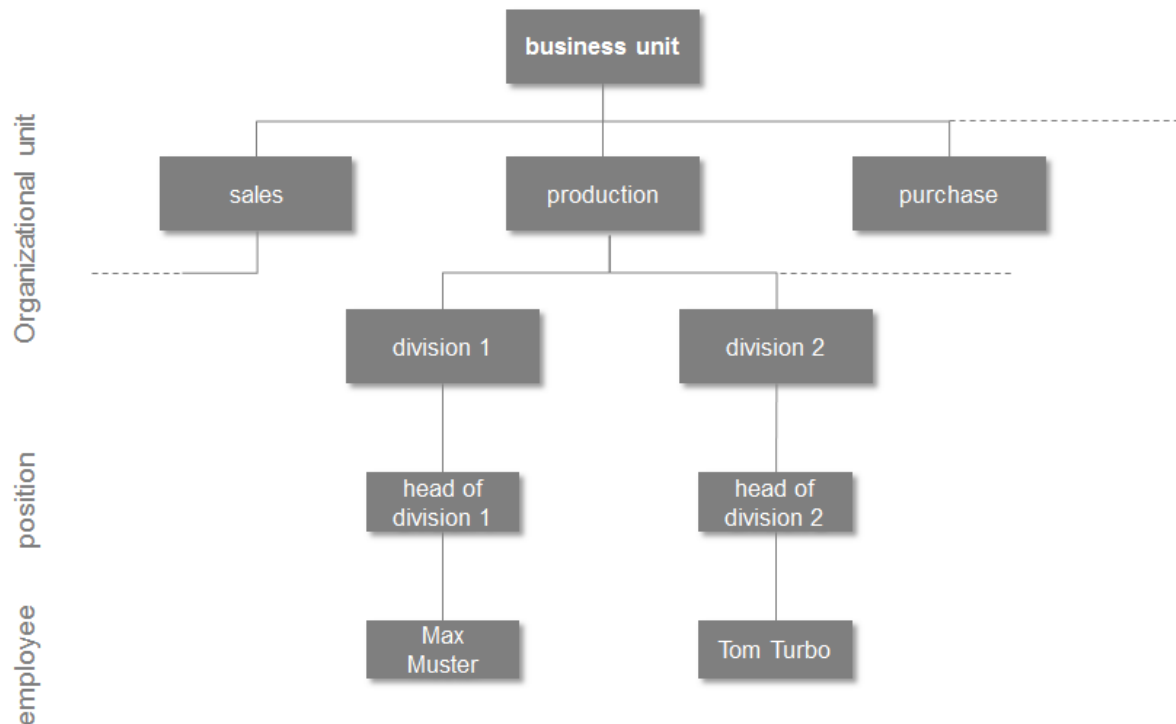 business unit
Organizational unit
sales
production
purchase
division 1
division 2
position
head of
division 1
head of
division 2
employee
Max
Muster
Tom Turbo